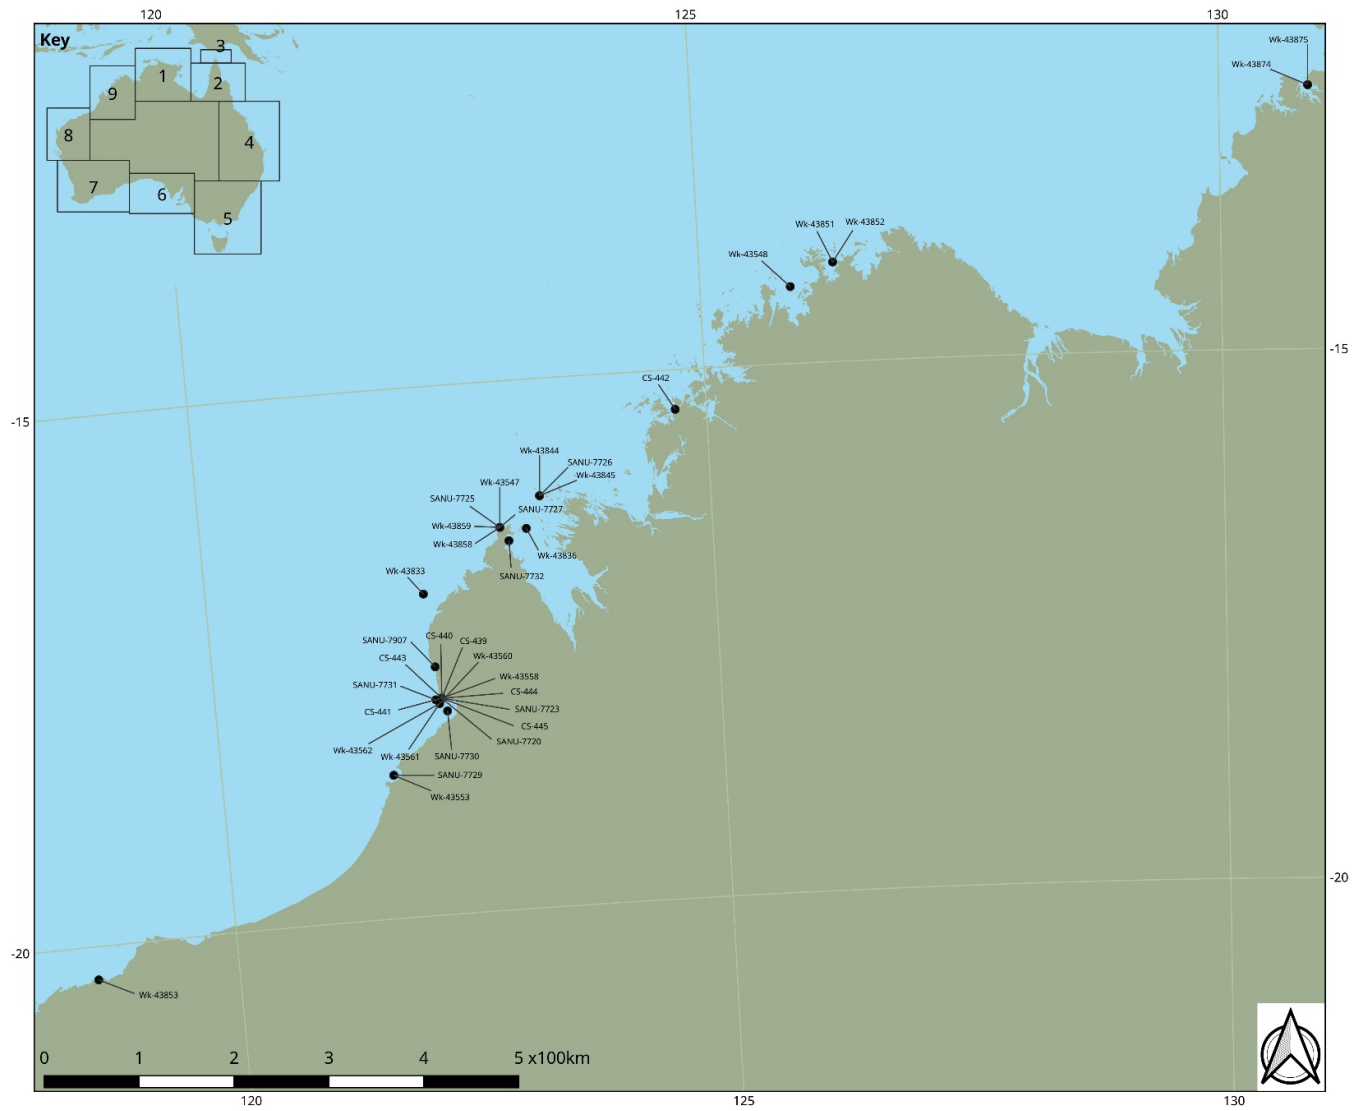 120
125
130
Key
3
1
2
9
8
4
7
6
5
Wk-43875
Wk-43874
Wk-43851
Wk-43852
Wk-43548
-15
CS-442
-15
Wk-43844
SANU-7726
Wk-43845
Wk-43547
SANU-7725
SANU-7727
Wk-43859
Wk-43858
Wk-43836
SANU-7732
Wk-43833
CS-440
SANU-7907
CS-439
CS-443
Wk-43560
Wk-43558
SANU-7731
CS-444
CS-441
SANU-7723
CS-445
SANU-7720
Wk-43562
Wk-43561
SANU-7730
SANU-7729
Wk-43553
-20
-20
Wk-43853
0 1 2 3 4 5 x100km
120
125
130